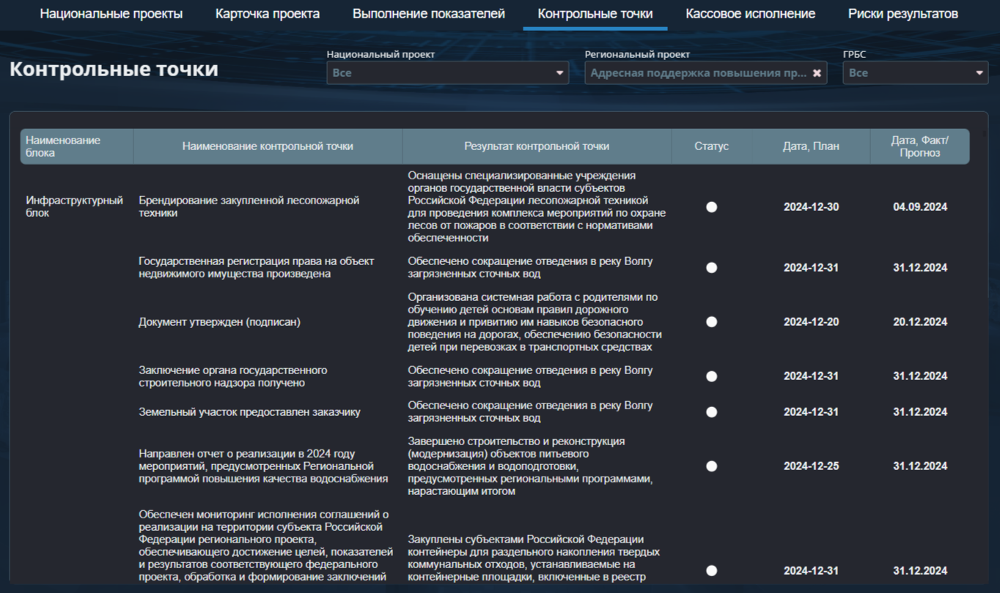 Национальные проекты Карточка проекта Выполнение показателей Контрольные точки Кассовое исполнение Риски результатов
Контрольные точки
Национальный проект
Все
Региональный проект
Адресная поддержка повышения пр...
ГРБС
Все
Наименование
блока
Наименование контрольной точки
Результат контрольной точки
Статус
Дата, План
Дата, Факт/
Прогноз
Инфраструктурный
блок
Брендирование закупленной лесопожарной
техники
Оснащены специализированные учреждения
органов государственной власти субъектов
Российской Федерации лесопожарной техникой
для проведения комплекса мероприятий по охране
лесов от пожаров в соответствии с нормативами
обеспеченности
2024-12-30
04.09.2024
Государственная регистрация права на объект
недвижимого имущества произведена
Обеспечено сокращение отведения в реку Волгу
загрязненных сточных вод
2024-12-31
31.12.2024
Документ утвержден (подписан)
Организована системная работа с родителями по
обучению детей основам правил дорожного
движения и привитию им навыков безопасного
поведения на дорогах, обеспечению безопасности
детей при перевозках в транспортных средствах
2024-12-20
20.12.2024
Заключение органа государственного
строительного надзора получено
Обеспечено сокращение отведения в реку Волгу
загрязненных сточных вод
2024-12-31
31.12.2024
Земельный участок предоставлен заказчику
Обеспечено сокращение отведения в реку Волгу
загрязненных сточных вод
2024-12-31
31.12.2024
Направлен отчет о реализации в 2024 году
мероприятий, предусмотренных Региональной
программой повышения качества водоснабжения
Завершено строительство и реконструкция
(модернизация) объектов питьевого
водоснабжения и водоподготовки,
предусмотренных региональными программами,
нарастающим итогом
2024-12-25
31.12.2024
Обеспечен мониторинг исполнения соглашений о
реализации на территории субъекта Российской
Федерации регионального проекта,
обеспечивающего достижение целей, показателей
и результатов соответствующего федерального
проекта, обработка и формирование заключений
Закуплены субъектами Российской Федерации
контейнеры для раздельного накопления твердых
коммунальных отходов, устанавливаемые на
контейнерные площадки, включенные в реестр
2024-12-31
31.12.2024